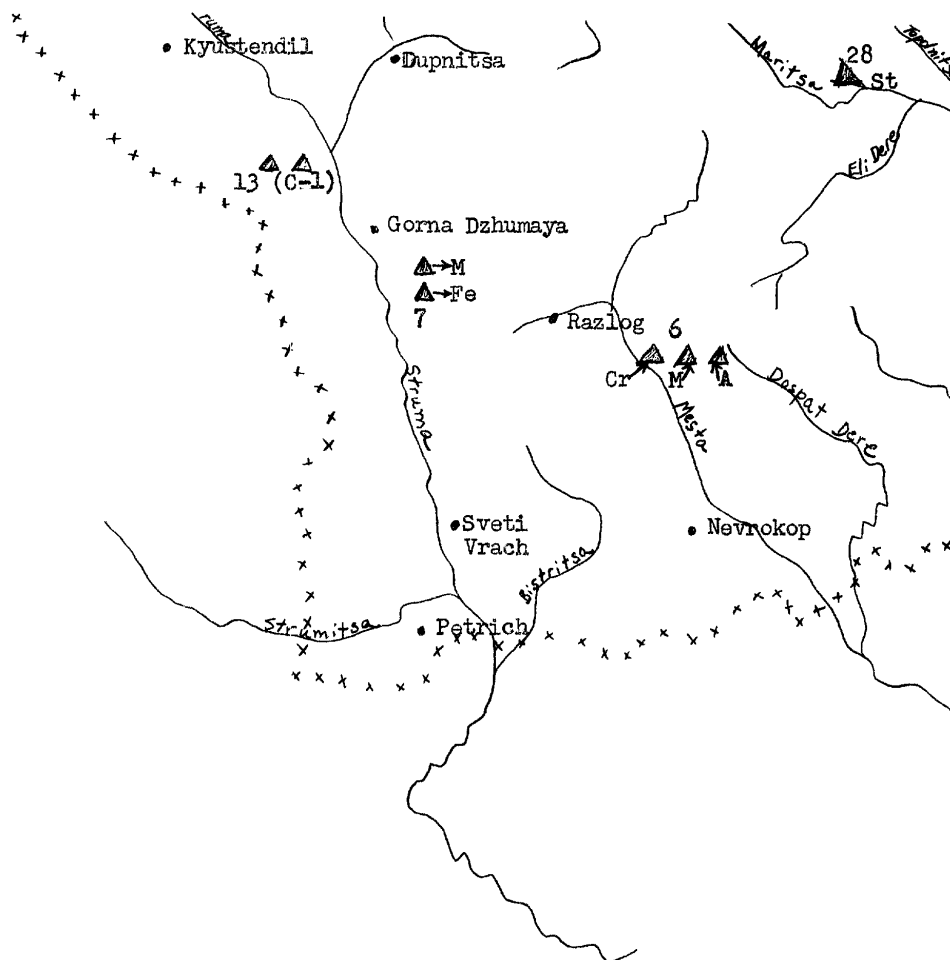 ruma
Kyustendil
Dupnitsa
Maritsa
28
St
Eli Dere
13 (C-1)
Gorna Dzhumaya
M
Fe
7
Razlog
6
Cr
M
A
Struma
Mesta
Dospat Dere
Sveti
Vrach
Nevrokop
Bistritsa
Strumitsa
Petrich